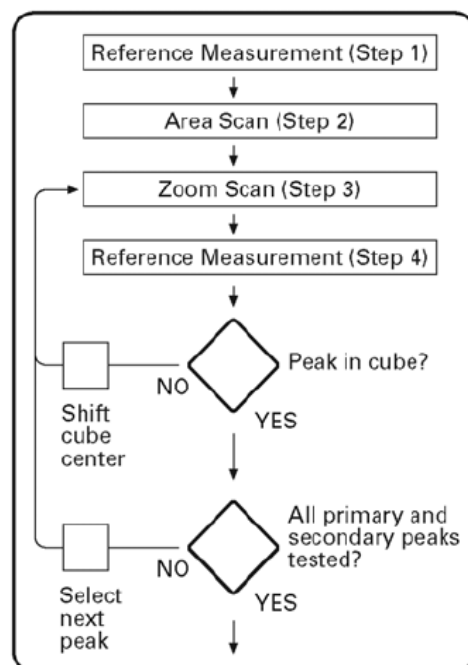 Reference Measurement (Step 1)
Area Scan (Step 2)
Zoom Scan (Step 3)
Reference Measurement (Step 4)
Peak in cube?
NO
Shift
cube
center
YES
All primary and
secondary peaks
tested?
NO
Select
next
peak
YES